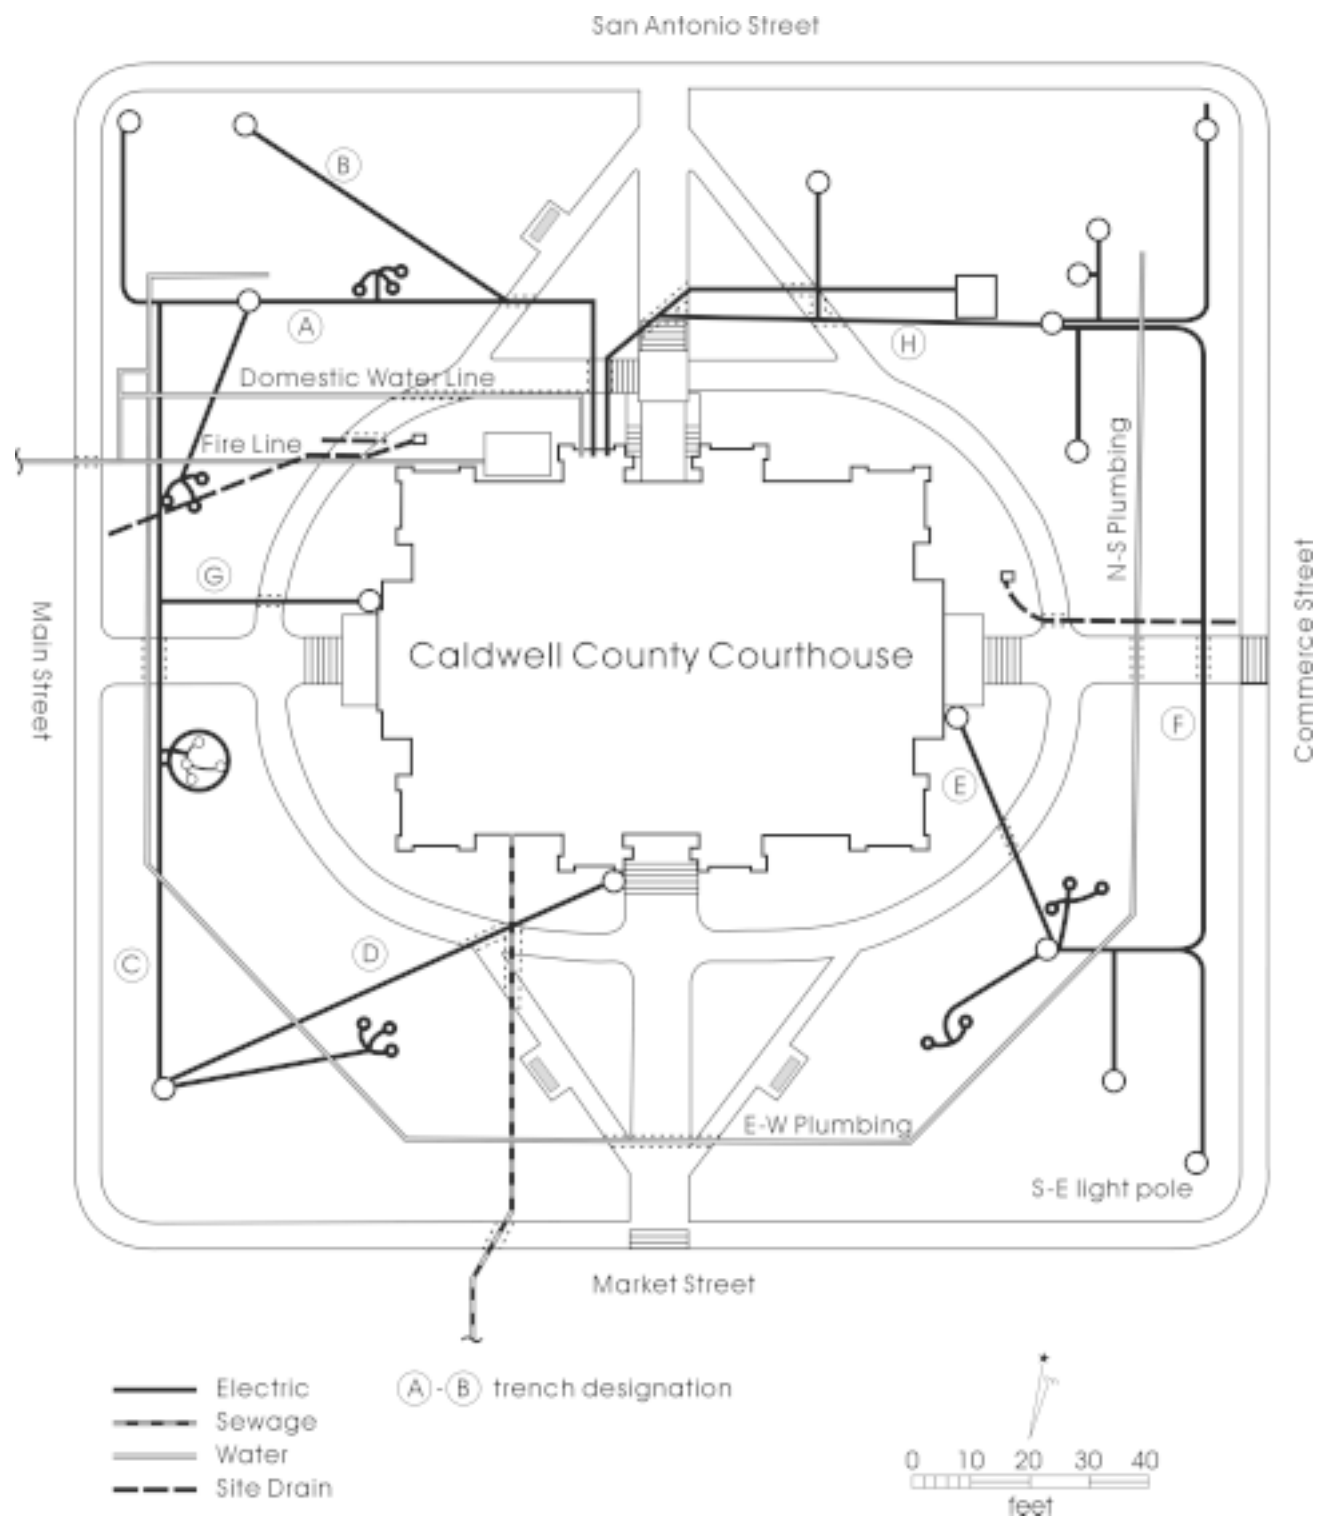 San Antonio Street
B
A
H
Domestic Water Line
Fire Line
N-S Plumbing
G
Main Street
Caldwell County Courthouse
Commerce Street
F
E
D
C
E-W Plumbing
S-E light pole
Market Street
Electric
A - B trench designation
Sewage
Water
Site Drain
0 10 20 30 40
feet